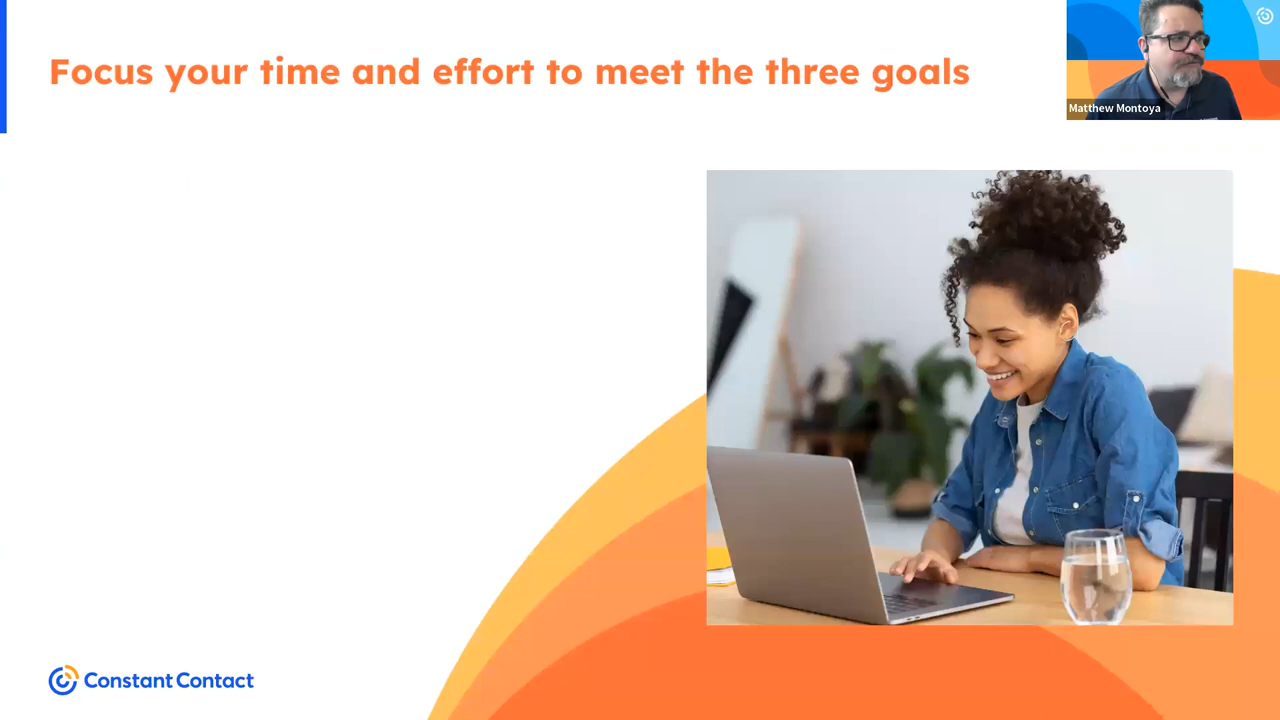 Focus your time and effort to meet the three goals
Matthew Montoya
Constant Contact